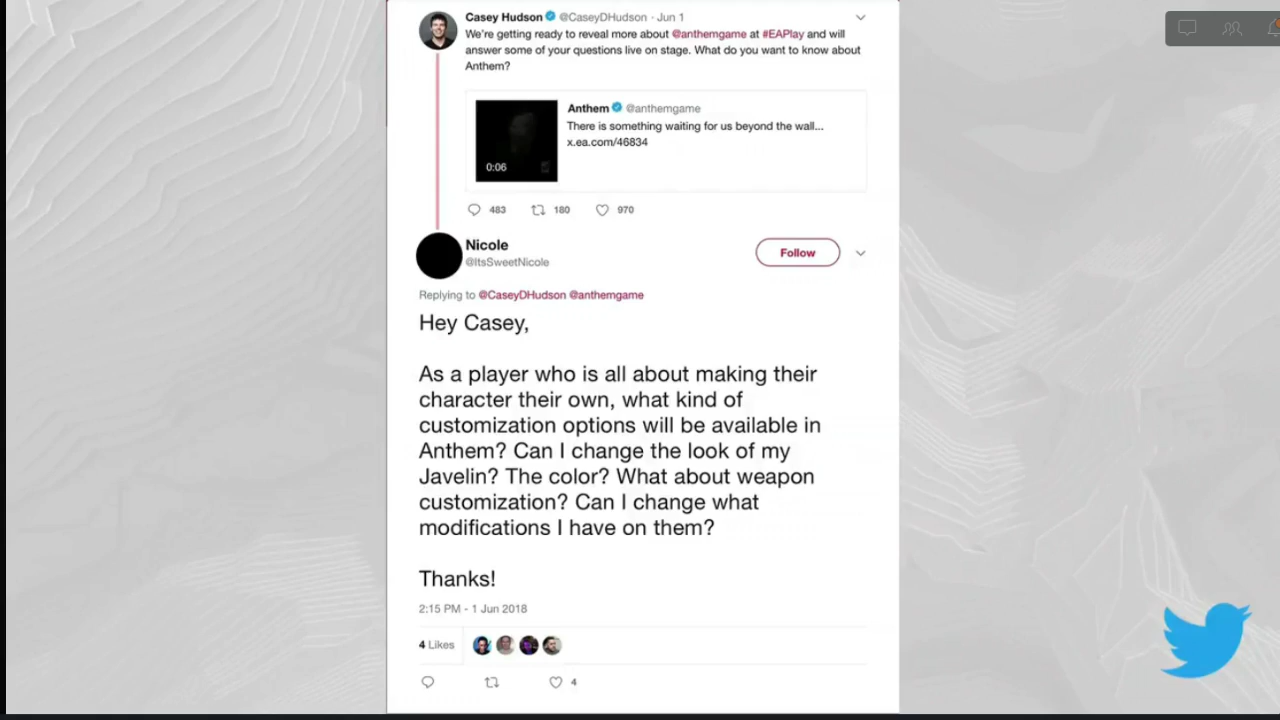 Casey Hudson @CaseyDHudson · Jun 1
We're getting ready to reveal more about @anthemgame at #EAPlay and will
answer some of your questions live on stage. What do you want to know about
Anthem?
Anthem @anthemgame
There is something waiting for us beyond the wall...
x.ea.com/46834
0:06
483 180 970
Nicole
@ItsSweetNicole
Follow
Replying to @CaseyDHudson @anthemgame
Hey Casey,
As a player who is all about making their
character their own, what kind of
customization options will be available in
Anthem? Can I change the look of my
Javelin? The color? What about weapon
customization? Can I change what
modifications I have on them?
Thanks!
2:15 PM - 1 Jun 2018
4 Likes
4